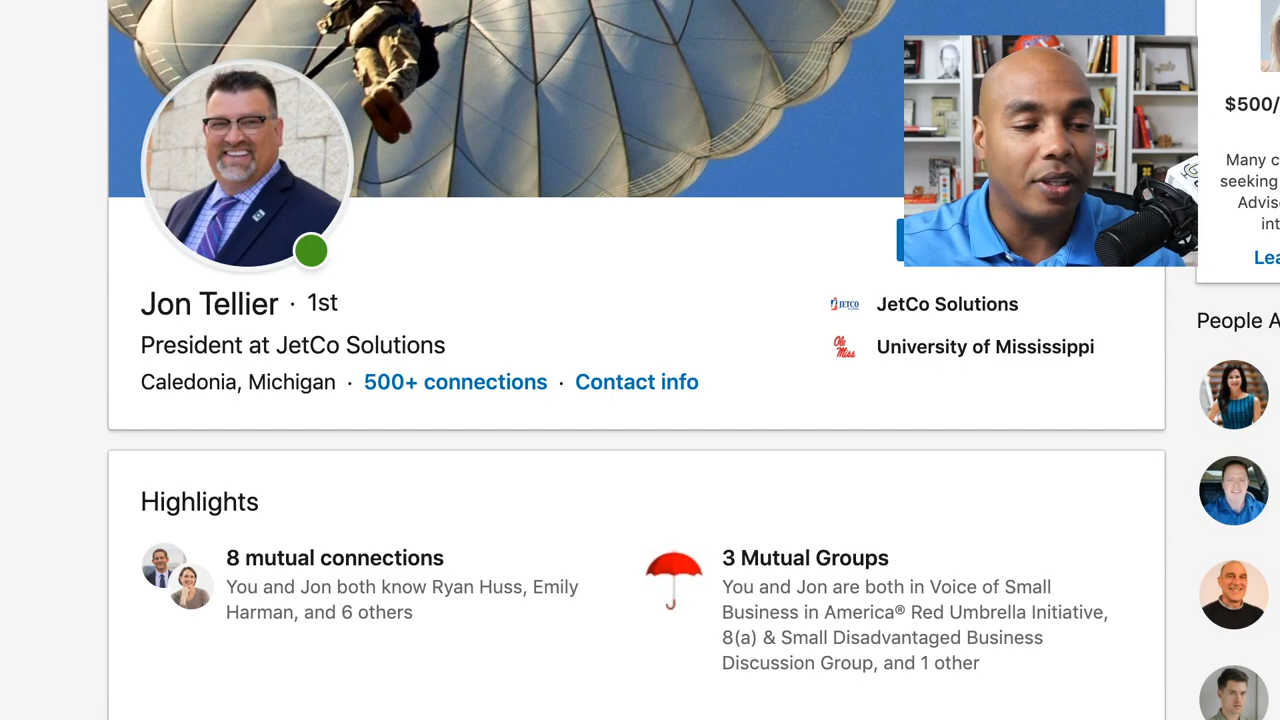 Jon Tellier · 1st
President at JetCo Solutions
Caledonia, Michigan · 500+ connections · Contact info
JETCO
JetCo Solutions
Ole Miss
University of Mississippi
Highlights
8 mutual connections
You and Jon both know Ryan Huss, Emily
Harman, and 6 others
3 Mutual Groups
You and Jon are both in Voice of Small
Business in America® Red Umbrella Initiative,
8(a) & Small Disadvantaged Business
Discussion Group, and 1 other
$500/
Many c
seeking
Advis
int
Lea
People A